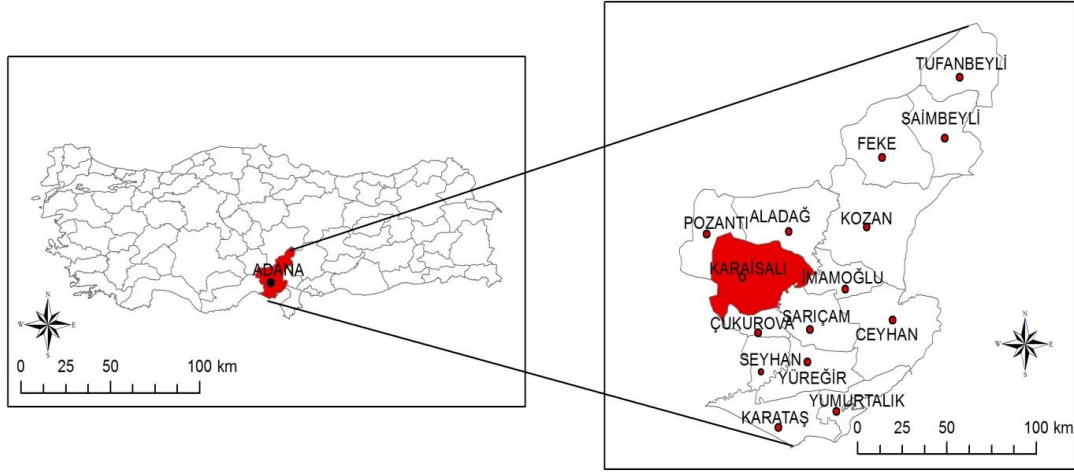 ADANA
N
W
E
S
0 25 50 100 km
TUFANBEYLİ
SAİMBEYLİ
FEKE
POZANTI
ALADAĞ
KOZAN
KARAİSALI
İMAMOĞLU
ÇUKUROVA
SARIÇAM
CEYHAN
SEYHAN
YÜREĞİR
YUMURTALIK
KARATAŞ
N
W
E
S
0 25 50 100 km